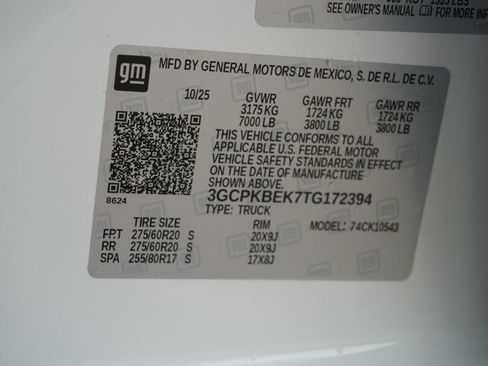 SEE OWNER'S MANUAL FOR MORE INFO
gm
MFD BY GENERAL MOTORS DE MEXICO, S. DE R.L. DE C.V.
10/25 GVWR GAWR FRT GAWR RR
3175 KG 1724 KG 1724 KG
7000 LB 3800 LB 3800 LB
THIS VEHICLE CONFORMS TO ALL
APPLICABLE U.S. FEDERAL MOTOR
VEHICLE SAFETY STANDARDS IN EFFECT
ON THE DATE OF MANUFACTURE
SHOWN ABOVE.
8624
3GCPKBEK7TG172394
TYPE: TRUCK
MODEL: 74CK10543
TIRE SIZE RIM
FRT 275/60R20 S 20X9J
RR 275/60R20 S 20X9J
SPA 255/80R17 S 17X8J